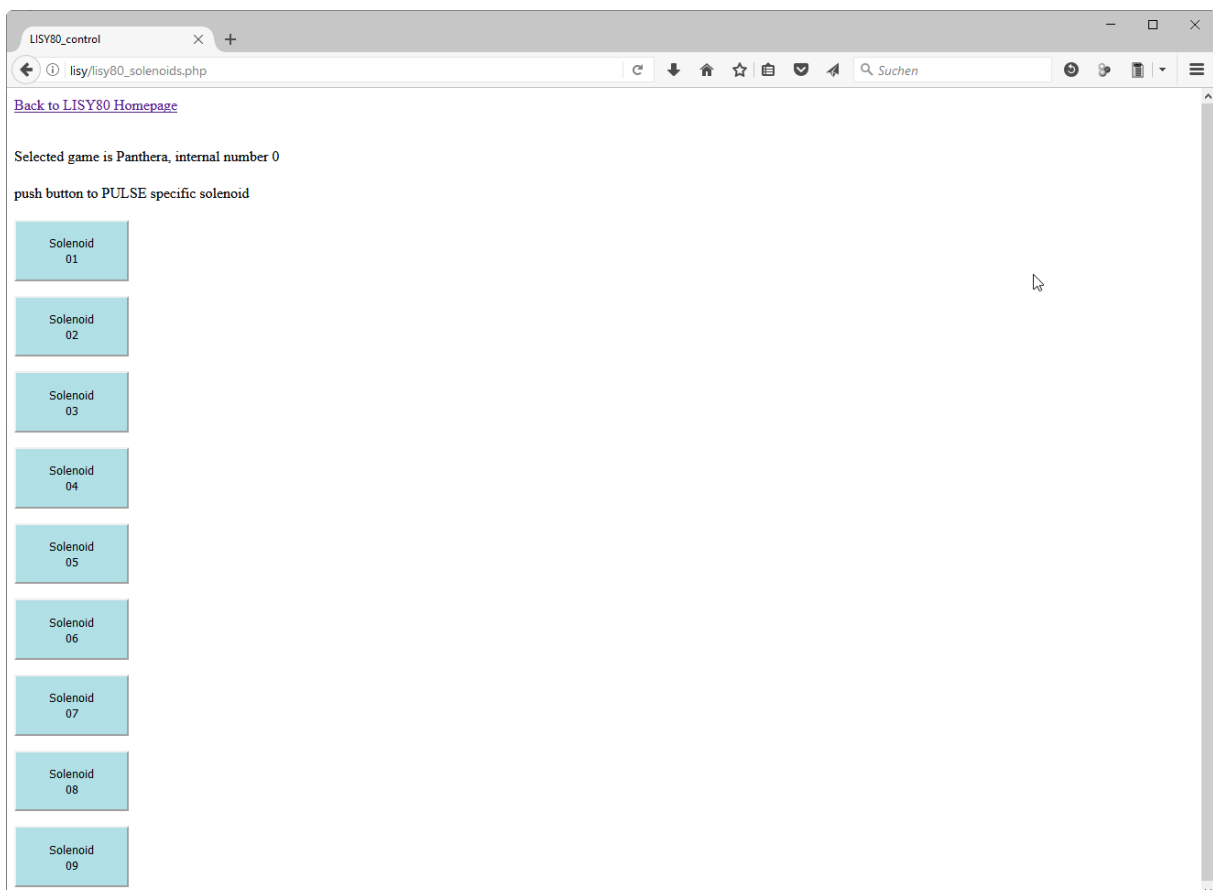 LISY80_control
lisy/lisy80_solenoids.php
Suchen
Back to LISY80 Homepage
Selected game is Panthera, internal number 0
push button to PULSE specific solenoid
Solenoid
01
Solenoid
02
Solenoid
03
Solenoid
04
Solenoid
05
Solenoid
06
Solenoid
07
Solenoid
08
Solenoid
09